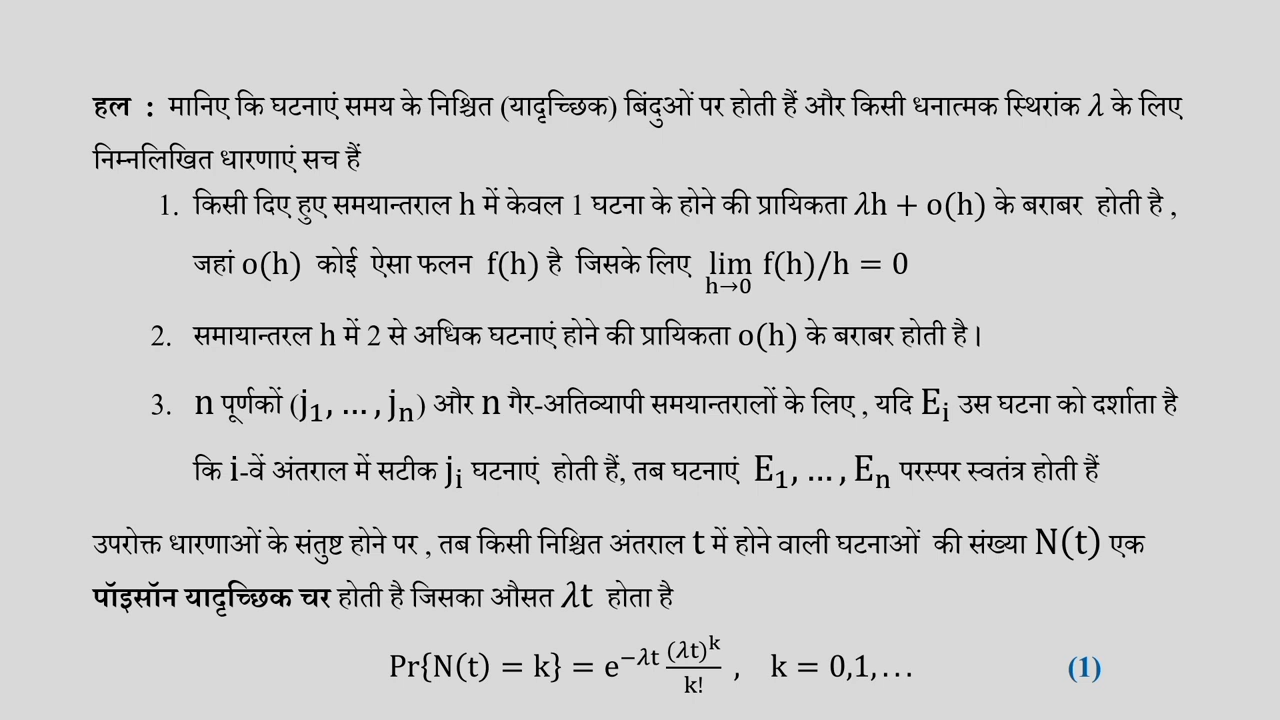 हल : मानिए कि घटनाएं समय के निश्चित (यादृच्छिक) बिंदुओं पर होती हैं और किसी धनात्मक स्थिरांक λ के लिए
निम्नलिखित धारणाएं सच हैं
1. किसी दिए हुए समयान्तराल h में केवल 1 घटना के होने की प्रायिकता λh + o(h) के बराबर होती है ,
जहां o(h) कोई ऐसा फलन f(h) है जिसके लिए lim_{h→0} f(h)/h = 0
2. समायान्तरल h में 2 से अधिक घटनाएं होने की प्रायिकता o(h) के बराबर होती है।
3. n पूर्णकों (j₁, … , jₙ) और n गैर-अतिव्यापी समयान्तरालों के लिए , यदि Eᵢ उस घटना को दर्शाता है
कि i-वें अंतराल में सटीक jᵢ घटनाएं होती हैं, तब घटनाएं E₁, … , Eₙ परस्पर स्वतंत्र होती हैं
उपरोक्त धारणाओं के संतुष्ट होने पर , तब किसी निश्चित अंतराल t में होने वाली घटनाओं की संख्या N(t) एक
पॉइसॉन यादृच्छिक चर होती है जिसका औसत λt होता है
Pr{N(t) = k} = e^{−λt} (λt)^k / k! , k = 0,1, … (1)